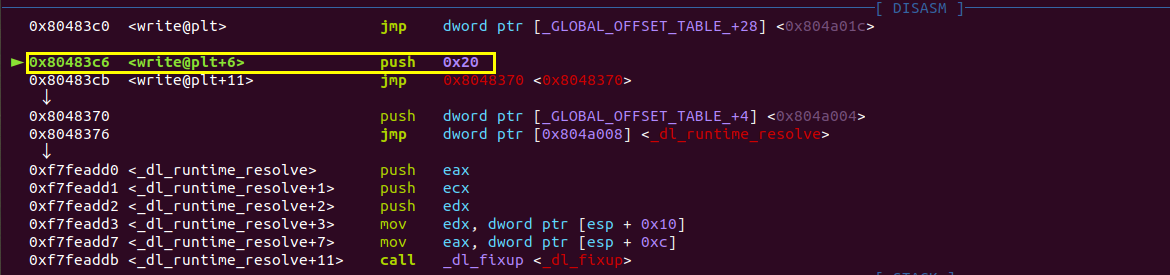 [ DISASM ]
0x80483c0 <write@plt> jmp dword ptr [_GLOBAL_OFFSET_TABLE_+28] <0x804a01c>
► 0x80483c6 <write@plt+6> push 0x20
0x80483cb <write@plt+11> jmp 0x8048370 <0x8048370>
↓
0x8048370 push dword ptr [_GLOBAL_OFFSET_TABLE_+4] <0x804a004>
0x8048376 jmp dword ptr [0x804a008] <_dl_runtime_resolve>
↓
0xf7feadd0 <_dl_runtime_resolve> push eax
0xf7feadd1 <_dl_runtime_resolve+1> push ecx
0xf7feadd2 <_dl_runtime_resolve+2> push edx
0xf7feadd3 <_dl_runtime_resolve+3> mov edx, dword ptr [esp + 0x10]
0xf7feadd7 <_dl_runtime_resolve+7> mov eax, dword ptr [esp + 0xc]
0xf7feaddb <_dl_runtime_resolve+11> call _dl_fixup <_dl_fixup>